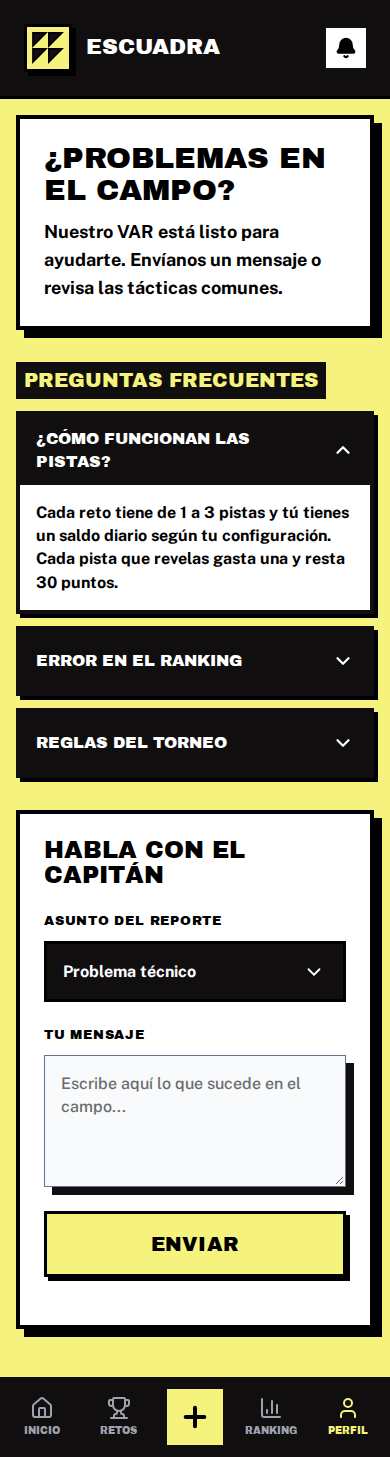 ESCUADRA
¿PROBLEMAS EN
EL CAMPO?
Nuestro VAR está listo para
ayudarte. Envíanos un mensaje o
revisa las tácticas comunes.
PREGUNTAS FRECUENTES
¿CÓMO FUNCIONAN LAS
PISTAS?
Cada reto tiene de 1 a 3 pistas y tú tienes
un saldo diario según tu configuración.
Cada pista que revelas gasta una y resta
30 puntos.
ERROR EN EL RANKING
REGLAS DEL TORNEO
HABLA CON EL
CAPITÁN
ASUNTO DEL REPORTE
Problema técnico
TU MENSAJE
Escribe aquí lo que sucede en el
campo...
ENVIAR
INICIO
RETOS
RANKING
PERFIL